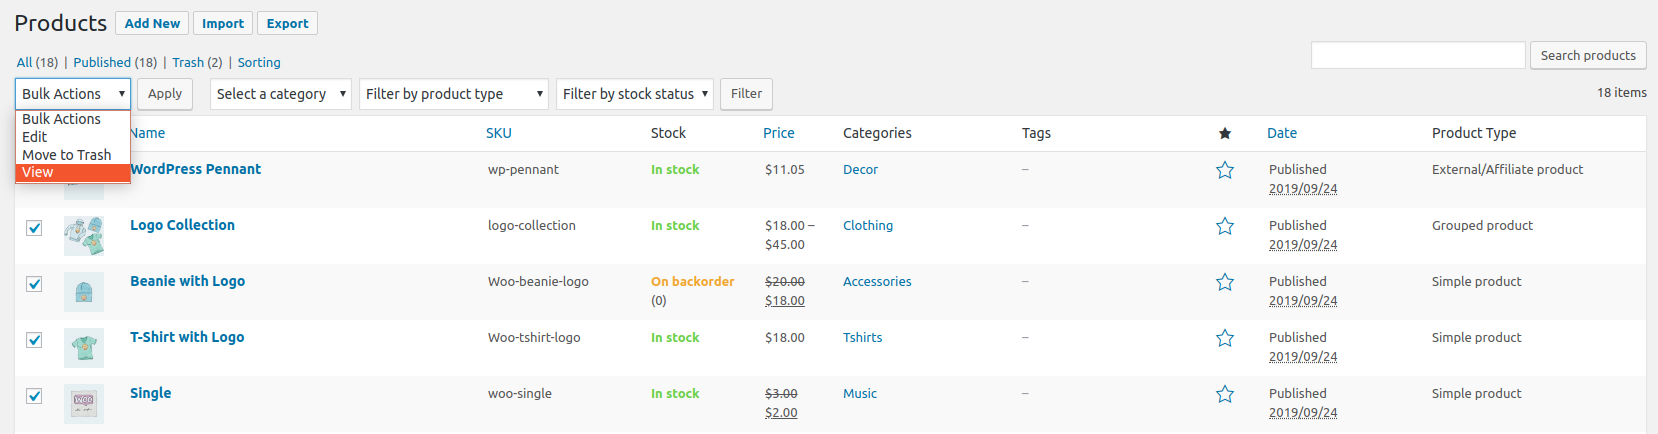 Products Add New Import Export
All (18) | Published (18) | Trash (2) | Sorting
Search products
Bulk Actions Apply Select a category Filter by product type Filter by stock status Filter 18 items
Bulk Actions
Edit
Move to Trash
View
Name SKU Stock Price Categories Tags Date Product Type
WordPress Pennant wp-pennant In stock $11.05 Decor – Published External/Affiliate product
2019/09/24
Logo Collection logo-collection In stock $18.00 – Clothing – Published Grouped product
$45.00 2019/09/24
Beanie with Logo Woo-beanie-logo On backorder $20.00 Accessories – Published Simple product
(0) $18.00 2019/09/24
T-Shirt with Logo Woo-tshirt-logo In stock $18.00 Tshirts – Published Simple product
2019/09/24
Single woo-single In stock $3.00 Music – Published Simple product
WOO
$2.00 2019/09/24